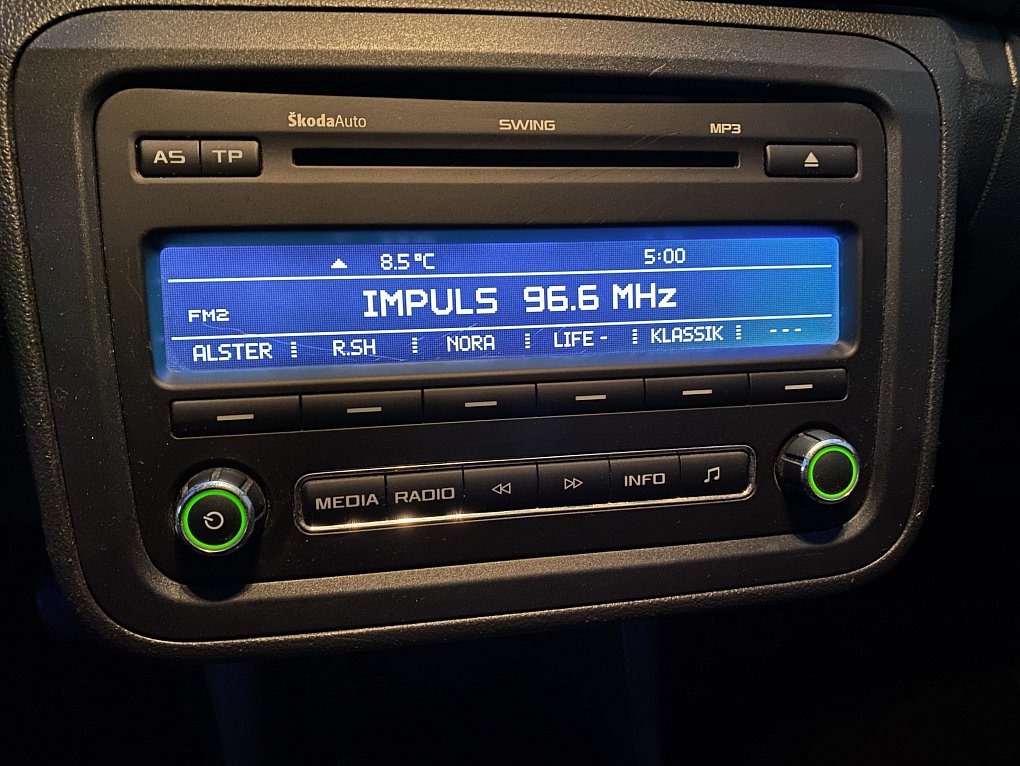 ŠkodaAuto SWING MP3
AS TP
8.5°C 5:00
FM2 IMPULS 96.6 MHz
ALSTER R.SH NORA LIFE - KLASSIK ---
MEDIA RADIO INFO